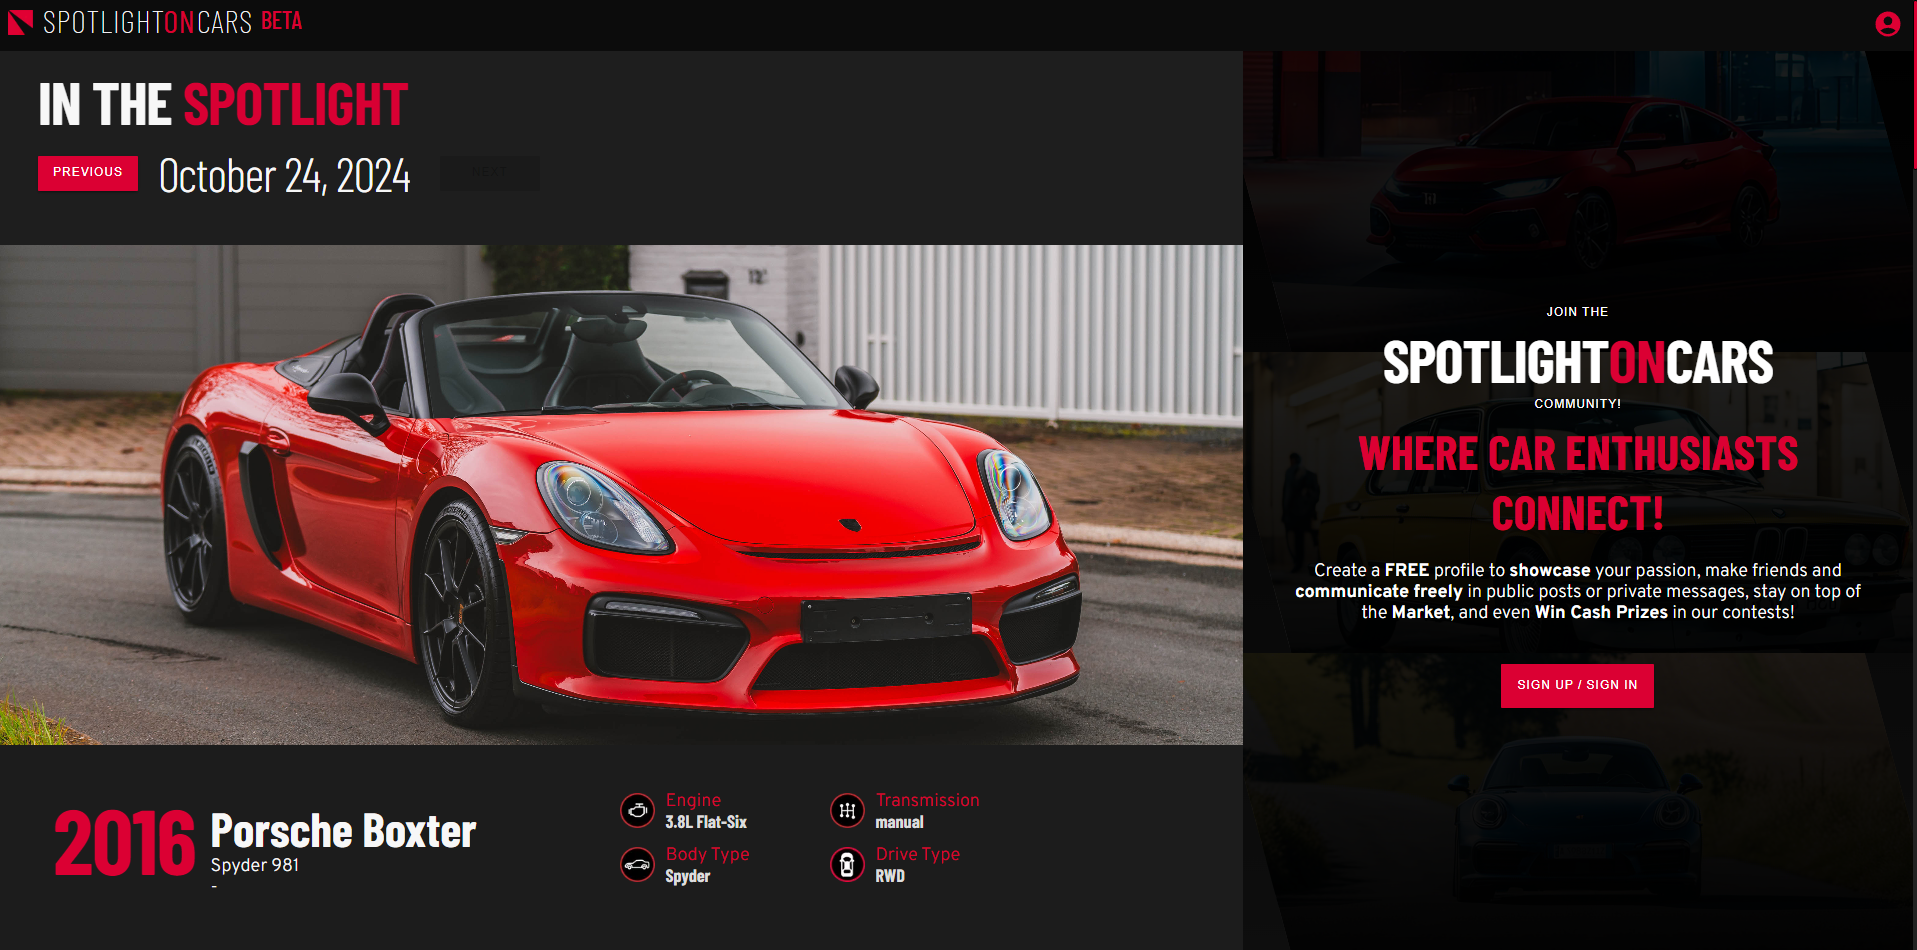 SPOTLIGHTONCARS BETA
IN THE SPOTLIGHT
PREVIOUS October 24, 2024 NEXT
2016 Porsche Boxter
Spyder 981
-
Engine
3.8L Flat-Six
Transmission
manual
Body Type
Spyder
Drive Type
RWD
JOIN THE
SPOTLIGHTONCARS
COMMUNITY!
WHERE CAR ENTHUSIASTS
CONNECT!
Create a FREE profile to showcase your passion, make friends and
communicate freely in public posts or private messages, stay on top of
the Market, and even Win Cash Prizes in our contests!
SIGN UP / SIGN IN